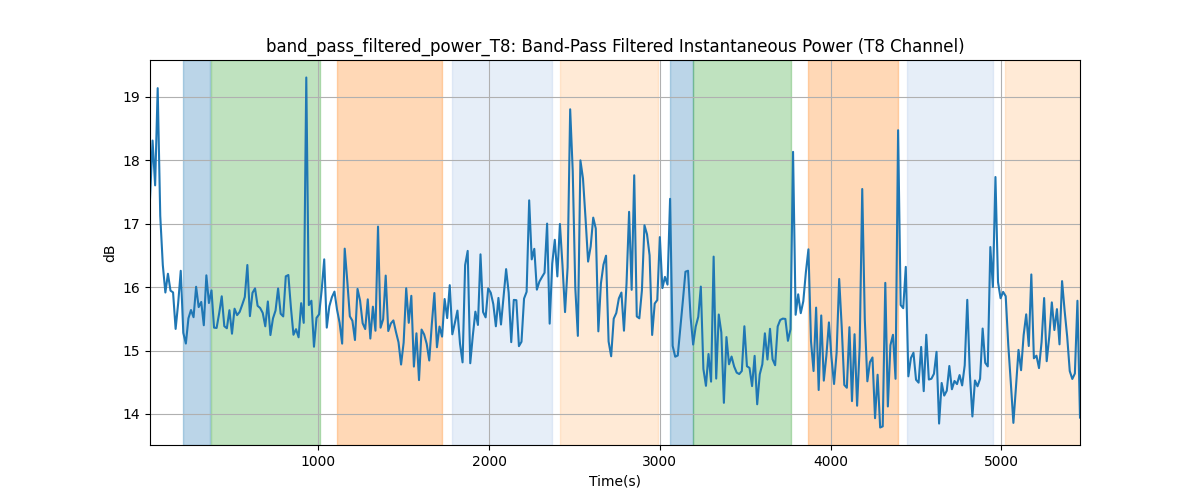 band_pass_filtered_power_T8: Band-Pass Filtered Instantaneous Power (T8 Channel)
dB
19
18
17
16
15
14
1000 2000 3000 4000 5000
Time(s)